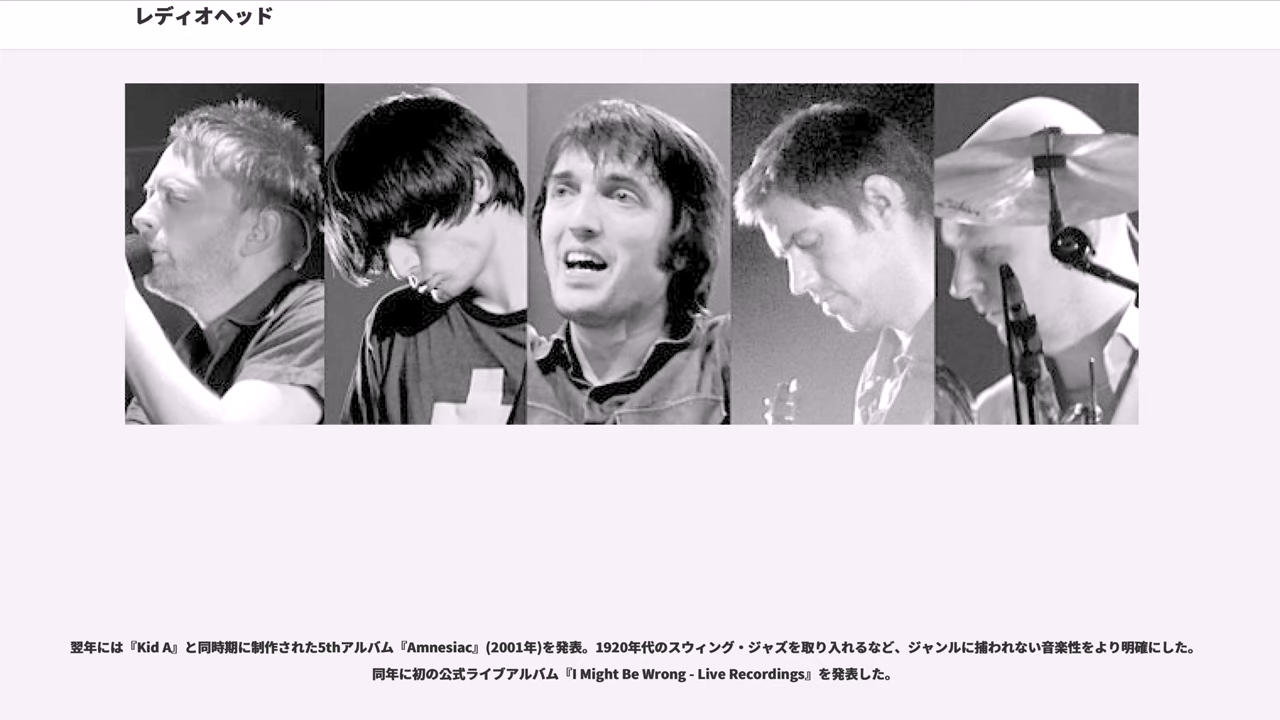 レディオヘッド
翌年には『Kid A』と同時期に制作された5thアルバム『Amnesiac』(2001年)を発表。1920年代のスウィング・ジャズを取り入れるなど、ジャンルに捕われない音楽性をより明確にした。
同年に初の公式ライブアルバム『I Might Be Wrong - Live Recordings』を発表した。